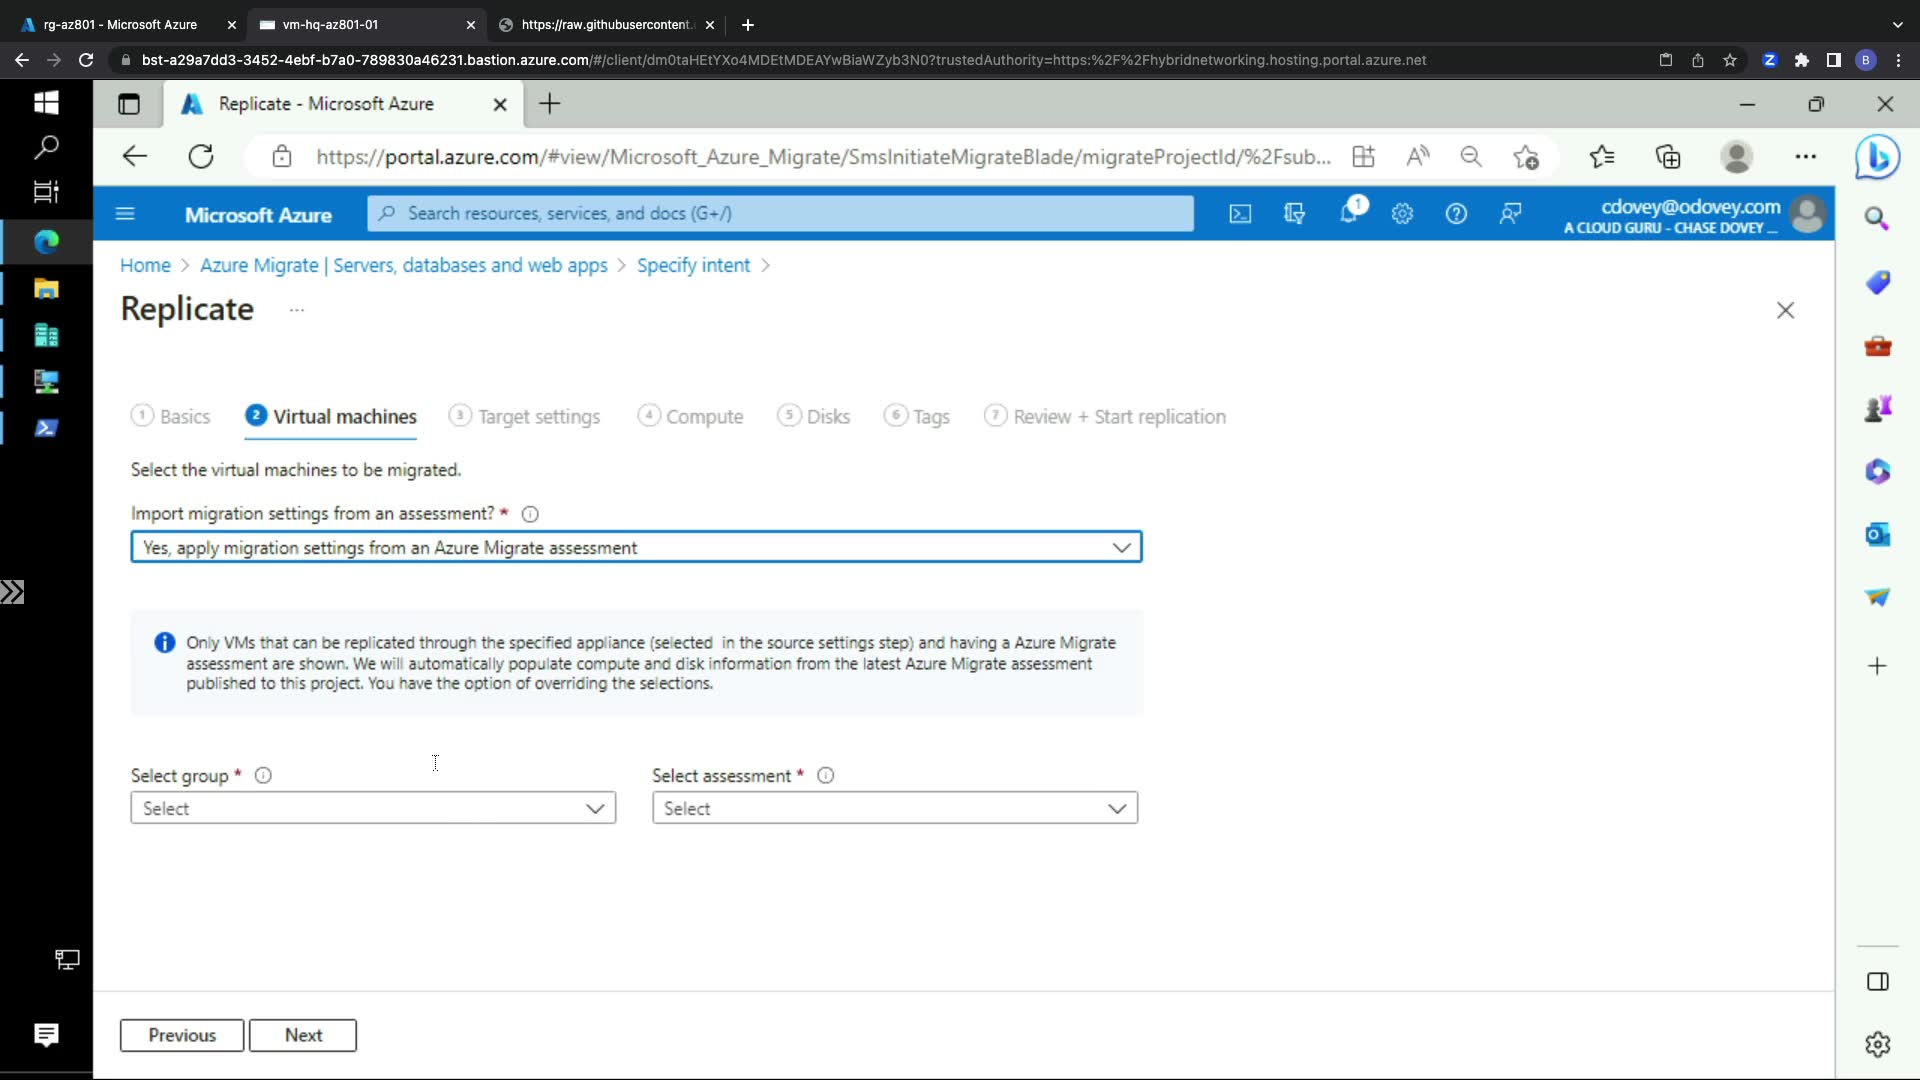 rg-az801 - Microsoft Azure
vm-hq-az801-01
https://raw.githubusercontent.
bst-a29a7dd3-3452-4ebf-b7a0-789830a46231.bastion.azure.com/#/client/dm0taHEtYXo4MDEtMDEAYwBiaWZyb3N0?trustedAuthority=https:%2F%2Fhybridnetworking.hosting.portal.azure.net
B
Replicate - Microsoft Azure
https://portal.azure.com/#view/Microsoft_Azure_Migrate/SmsInitiateMigrateBlade/migrateProjectId/%2Fsub...
Microsoft Azure
Search resources, services, and docs (G+/)
1
cdovey@odovey.com
A CLOUD GURU - CHASE DOVEY ...
Home > Azure Migrate | Servers, databases and web apps > Specify intent >
Replicate ...
1 Basics
2 Virtual machines
3 Target settings
4 Compute
5 Disks
6 Tags
7 Review + Start replication
Select the virtual machines to be migrated.
Import migration settings from an assessment? *
Yes, apply migration settings from an Azure Migrate assessment
Only VMs that can be replicated through the specified appliance (selected in the source settings step) and having a Azure Migrate
assessment are shown. We will automatically populate compute and disk information from the latest Azure Migrate assessment
published to this project. You have the option of overriding the selections.
Select group *
Select assessment *
Select
Select
Previous
Next